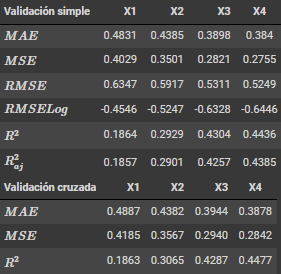 Validación simple X1 X2 X3 X4
MAE 0.4831 0.4385 0.3898 0.384
MSE 0.4029 0.3501 0.2821 0.2755
RMSE 0.6347 0.5917 0.5311 0.5249
RMSELog -0.4546 -0.5247 -0.6328 -0.6446
R² 0.1864 0.2929 0.4304 0.4436
R²aj 0.1857 0.2901 0.4257 0.4385
Validación cruzada X1 X2 X3 X4
MAE 0.4887 0.4382 0.3944 0.3878
MSE 0.4185 0.3567 0.2940 0.2842
R² 0.1863 0.3065 0.4287 0.4477